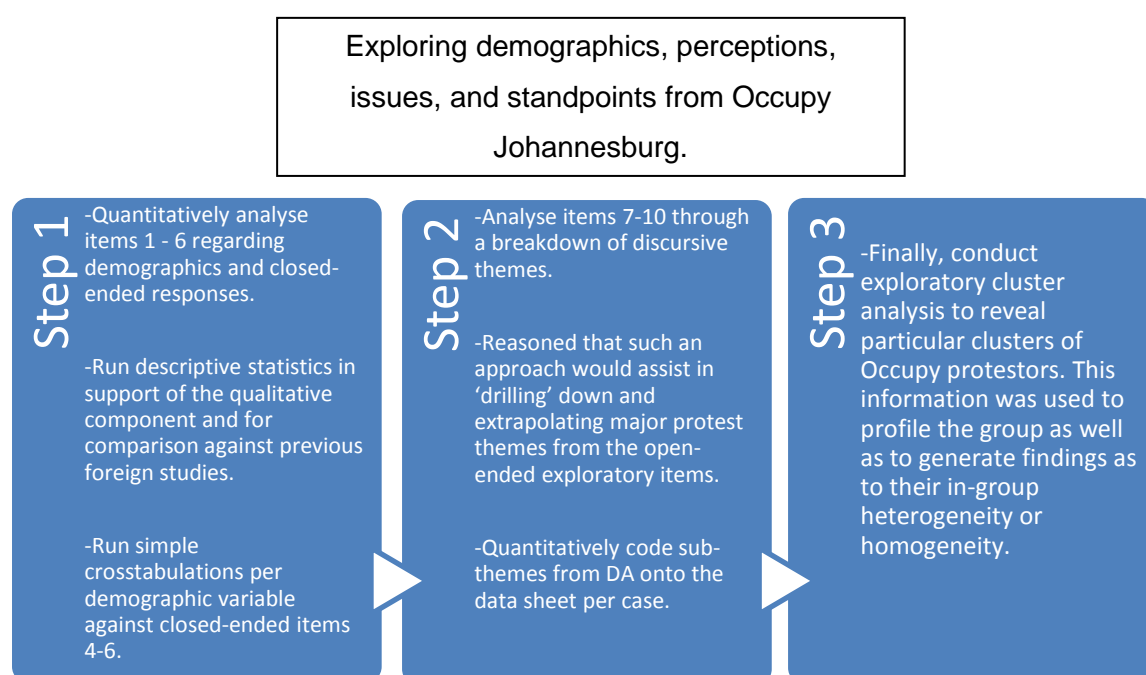 Exploring demographics, perceptions,
issues, and standpoints from Occupy
Johannesburg.
Step 1
-Quantitatively analyse
items 1 - 6 regarding
demographics and closed-
ended responses.
-Run descriptive statistics in
support of the qualitative
component and for
comparison against previous
foreign studies.
-Run simple
crosstabulations per
demographic variable
against closed-ended items
4-6.
Step 2
-Analyse items 7-10 through
a breakdown of discursive
themes.
-Reasoned that such an
approach would assist in
‘drilling’ down and
extrapolating major protest
themes from the open-
ended exploratory items.
-Quantitatively code sub-
themes from DA onto the
data sheet per case.
Step 3
-Finally, conduct
exploratory cluster
analysis to reveal
particular clusters of
Occupy protestors. This
information was used to
profile the group as well
as to generate findings as
to their in-group
heterogeneity or
homogeneity.